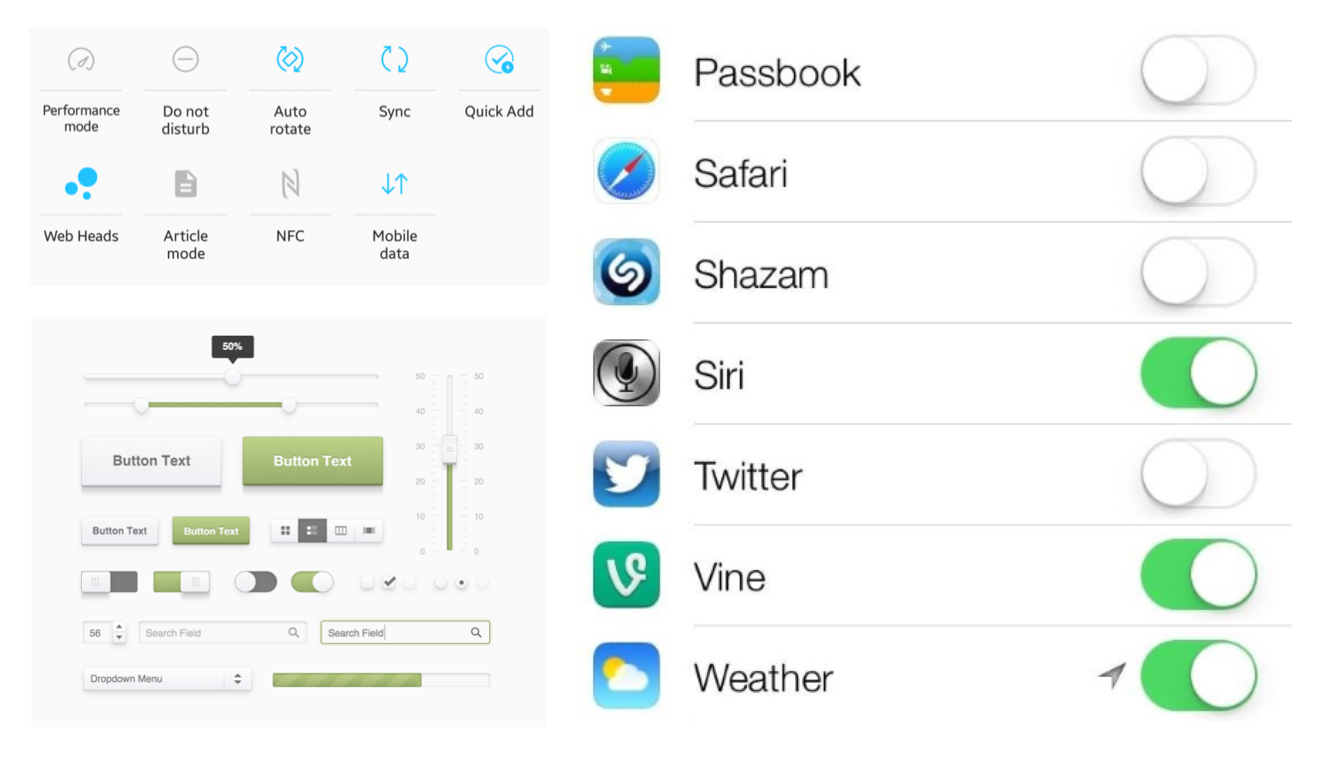 Performance
mode
Do not
disturb
Auto
rotate
Sync
Quick Add
Web Heads
Article
mode
NFC
Mobile
data
50%
50 50
40 40
30 30
20 20
10 10
0 0
Button Text
Button Text
Button Text
Button Text
56
Search Field
Search Field
Dropdown Menu
Passbook
Safari
Shazam
Siri
Twitter
Vine
Weather